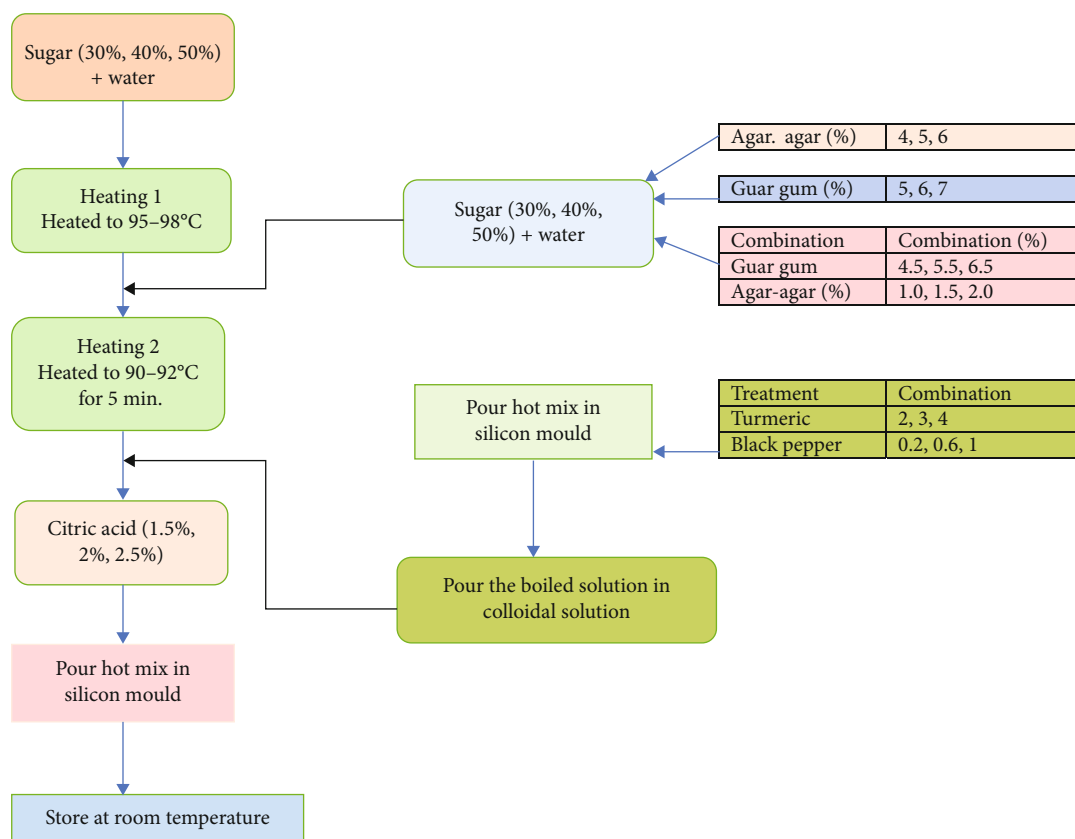 Sugar (30%, 40%, 50%)
+ water
Heating 1
Heated to 95–98°C
Heating 2
Heated to 90–92°C
for 5 min.
Citric acid (1.5%,
2%, 2.5%)
Pour hot mix in
silicon mould
Store at room temperature
Sugar (30%, 40%,
50%) + water
Agar. agar (%) 4, 5, 6
Guar gum (%) 5, 6, 7
Combination Combination (%)
Guar gum 4.5, 5.5, 6.5
Agar-agar (%) 1.0, 1.5, 2.0
Pour hot mix in
silicon mould
Treatment Combination
Turmeric 2, 3, 4
Black pepper 0.2, 0.6, 1
Pour the boiled solution in
colloidal solution